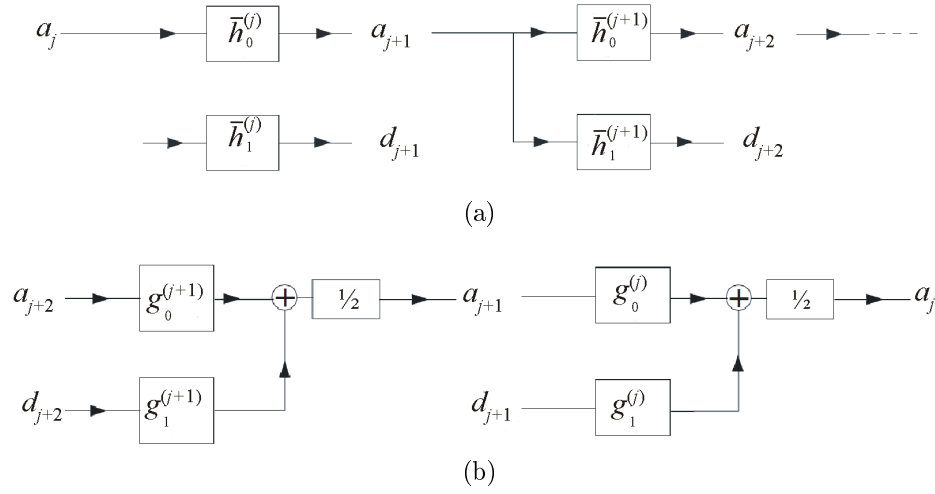 a_j h̅_0^(j) a_{j+1} h̅_0^(j+1) a_{j+2}
h̅_1^(j) d_{j+1} h̅_1^(j+1) d_{j+2}
(a)
a_{j+2} g_0^(j+1) + ½ a_{j+1} g_0^(j) + ½ a_j
d_{j+2} g_1^(j+1) d_{j+1} g_1^(j)
(b)